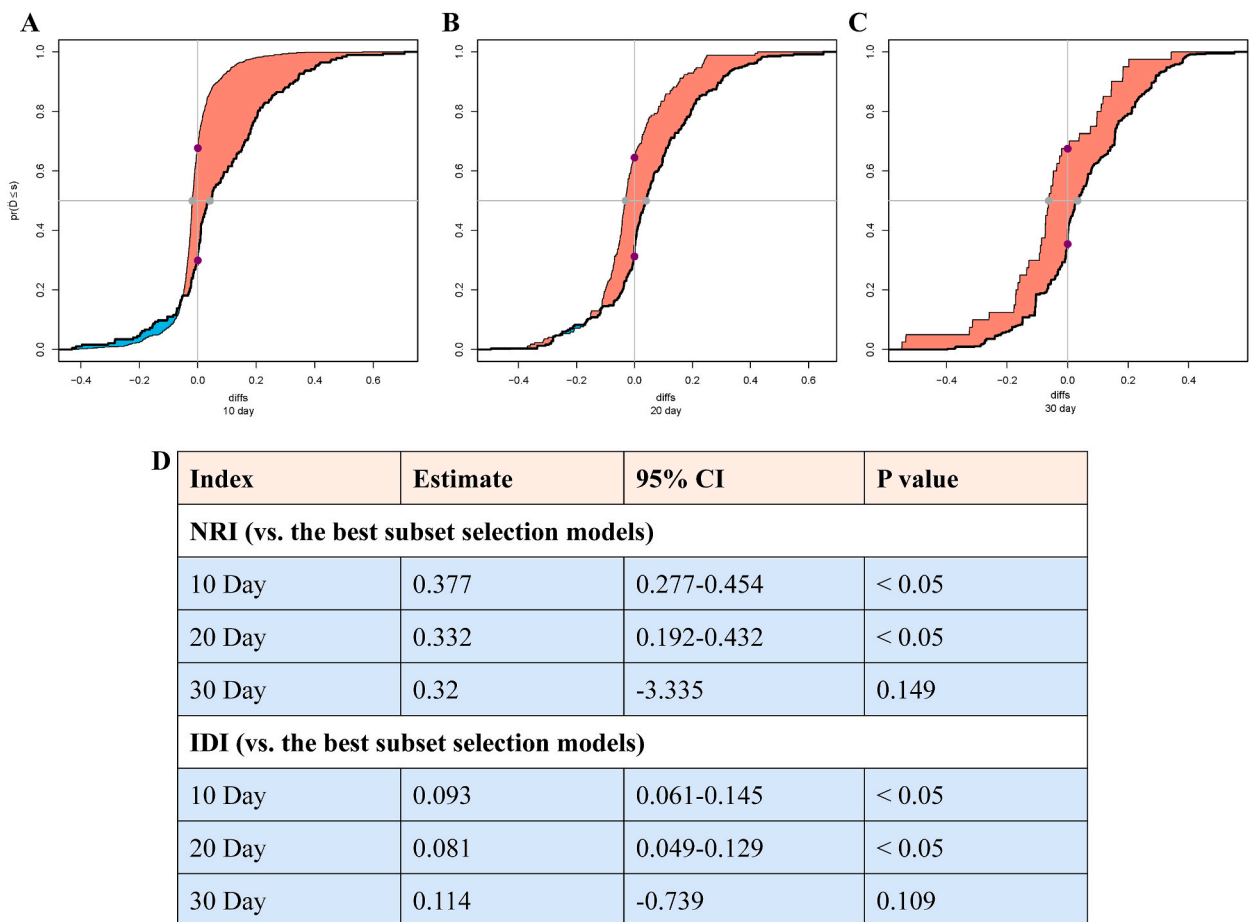 A
B
C
1.0
0.8
0.6
0.4
0.2
0.0
pr(D ≤ s)
−0.4 −0.2 0.0 0.2 0.4 0.6
diffs
10 day
1.0
0.8
0.6
0.4
0.2
0.0
−0.4 −0.2 0.0 0.2 0.4 0.6
diffs
20 day
1.0
0.8
0.6
0.4
0.2
0.0
−0.4 −0.2 0.0 0.2 0.4
diffs
30 day
D
Index Estimate 95% CI P value
NRI (vs. the best subset selection models)
10 Day 0.377 0.277-0.454 < 0.05
20 Day 0.332 0.192-0.432 < 0.05
30 Day 0.32 -3.335 0.149
IDI (vs. the best subset selection models)
10 Day 0.093 0.061-0.145 < 0.05
20 Day 0.081 0.049-0.129 < 0.05
30 Day 0.114 -0.739 0.109